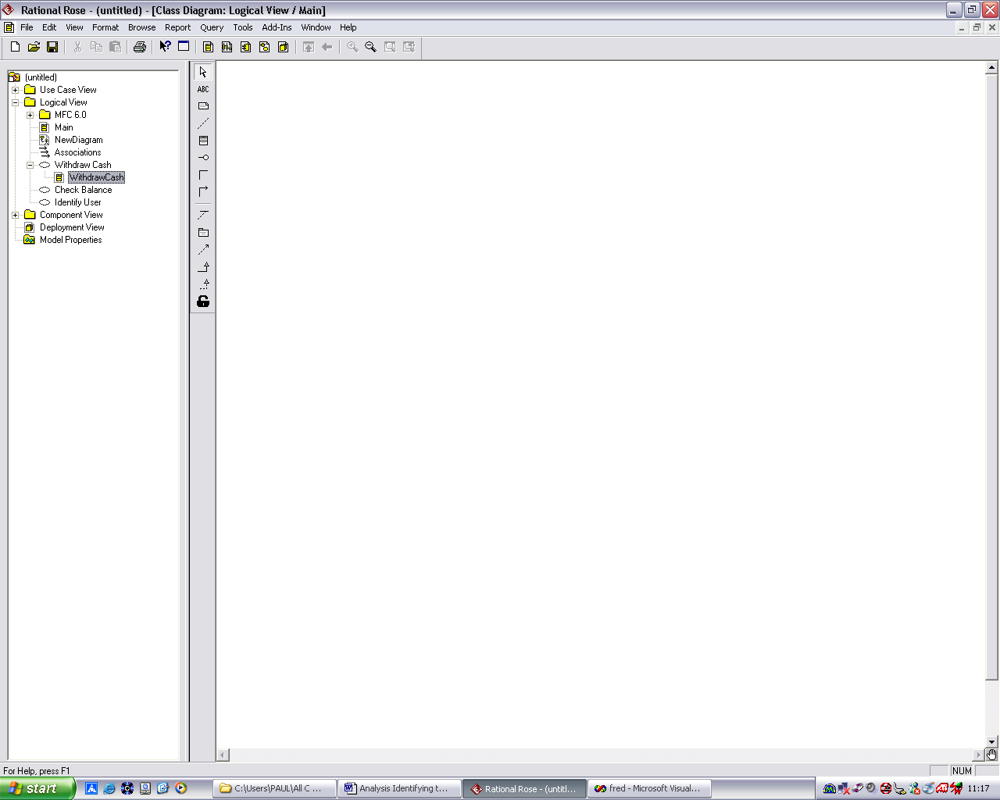 Rational Rose - (untitled) - [Class Diagram: Logical View / Main]
File Edit View Format Browse Report Query Tools Add-Ins Window Help
(untitled)
Use Case View
Logical View
MFC 6.0
Main
NewDiagram
Associations
Withdraw Cash
WithdrawCash
Check Balance
Identify User
Component View
Deployment View
Model Properties
ABC
For Help, press F1
NUM
start
C:\Users\PAUL\All C ...
Analysis Identifying t...
Rational Rose - (untitl...
fred - Microsoft Visual...
11:17